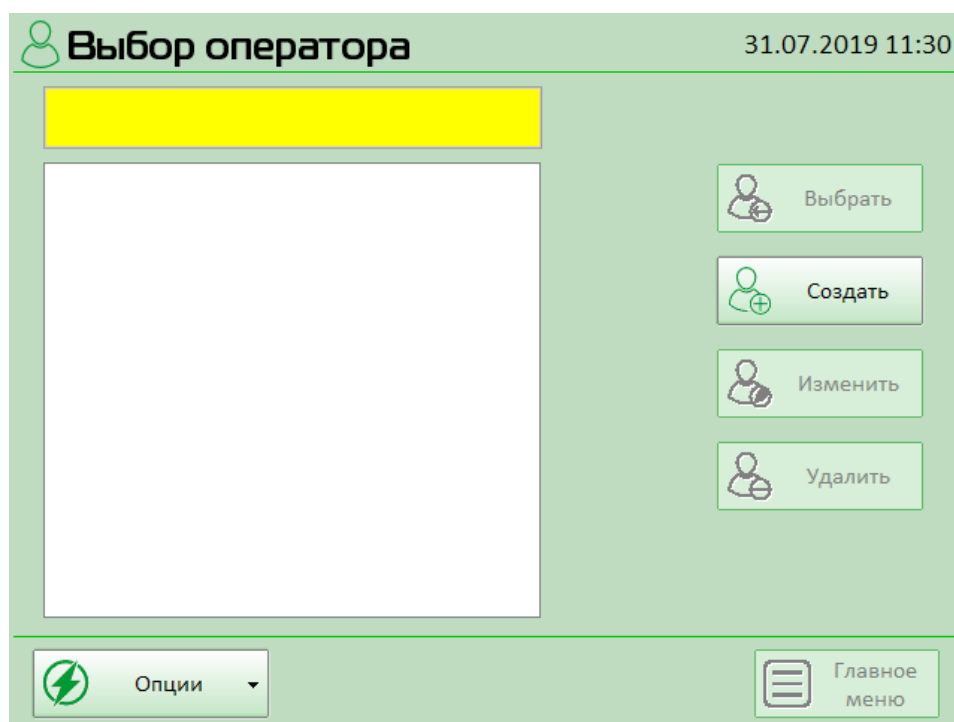 Выбор оператора
31.07.2019 11:30
Выбрать
Создать
Изменить
Удалить
Опции
Главное
меню